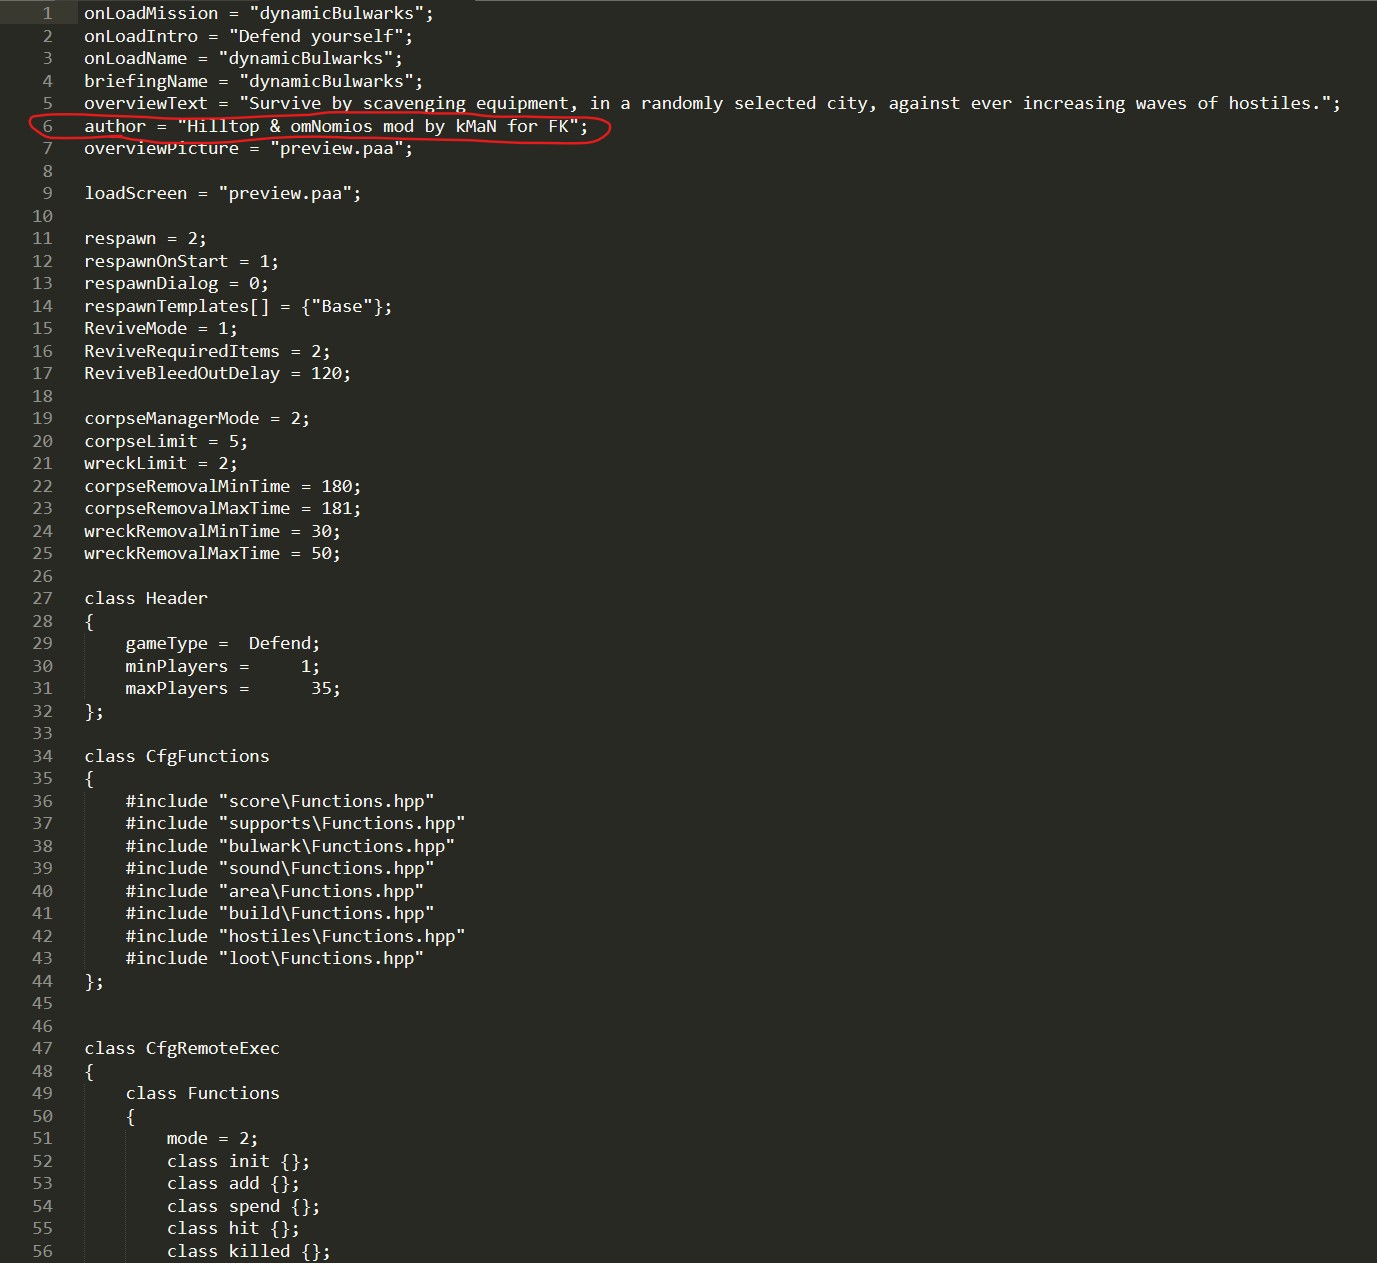 1 onLoadMission = "dynamicBulwarks";
2 onLoadIntro = "Defend yourself";
3 onLoadName = "dynamicBulwarks";
4 briefingName = "dynamicBulwarks";
5 overviewText = "Survive by scavenging equipment, in a randomly selected city, against ever increasing waves of hostiles.";
6 author = "Hilltop & omNomios mod by kMaN for FK";
7 overviewPicture = "preview.paa";
8
9 loadScreen = "preview.paa";
10
11 respawn = 2;
12 respawnOnStart = 1;
13 respawnDialog = 0;
14 respawnTemplates[] = {"Base"};
15 ReviveMode = 1;
16 ReviveRequiredItems = 2;
17 ReviveBleedOutDelay = 120;
18
19 corpseManagerMode = 2;
20 corpseLimit = 5;
21 wreckLimit = 2;
22 corpseRemovalMinTime = 180;
23 corpseRemovalMaxTime = 181;
24 wreckRemovalMinTime = 30;
25 wreckRemovalMaxTime = 50;
26
27 class Header
28 {
29     gameType =  Defend;
30     minPlayers =     1;
31     maxPlayers =      35;
32 };
33
34 class CfgFunctions
35 {
36     #include "score\Functions.hpp"
37     #include "supports\Functions.hpp"
38     #include "bulwark\Functions.hpp"
39     #include "sound\Functions.hpp"
40     #include "area\Functions.hpp"
41     #include "build\Functions.hpp"
42     #include "hostiles\Functions.hpp"
43     #include "loot\Functions.hpp"
44 };
45
46
47 class CfgRemoteExec
48 {
49     class Functions
50     {
51         mode = 2;
52         class init {};
53         class add {};
54         class spend {};
55         class hit {};
56         class killed {};